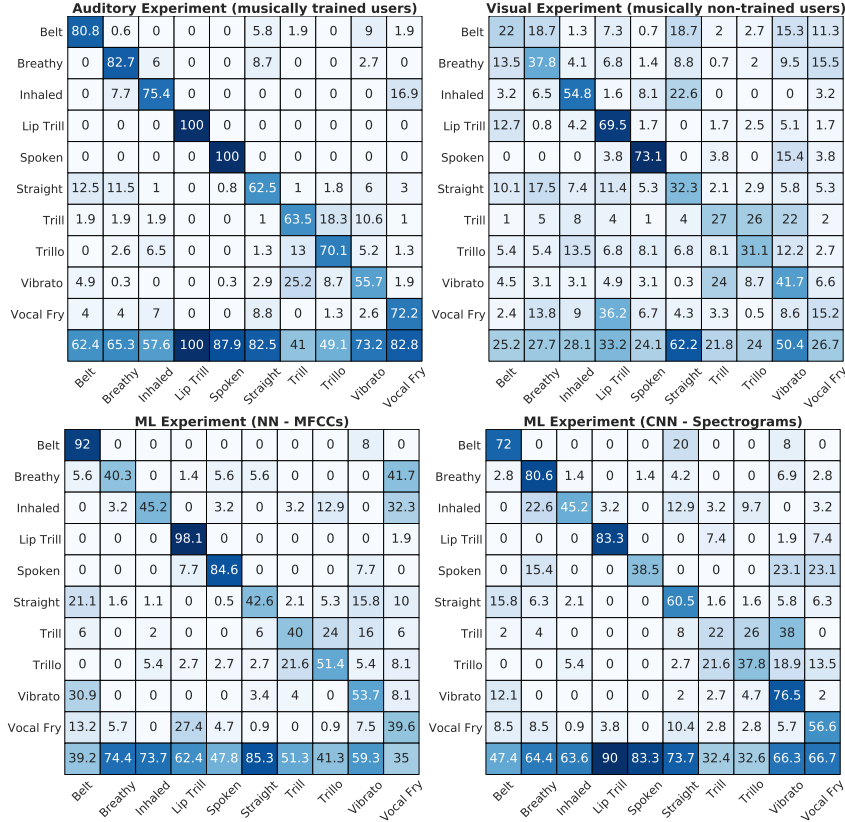 Auditory Experiment (musically trained users)
Belt 80.8 0.6 0 0 0 5.8 1.9 0 9 1.9
Breathy 0 82.7 6 0 0 8.7 0 0 2.7 0
Inhaled 0 7.7 75.4 0 0 0 0 0 0 16.9
Lip Trill 0 0 0 100 0 0 0 0 0 0
Spoken 0 0 0 0 100 0 0 0 0 0
Straight 12.5 11.5 1 0 0.8 62.5 1 1.8 6 3
Trill 1.9 1.9 1.9 0 0 1 63.5 18.3 10.6 1
Trillo 0 2.6 6.5 0 0 1.3 13 70.1 5.2 1.3
Vibrato 4.9 0.3 0 0 0.3 2.9 25.2 8.7 55.7 1.9
Vocal Fry 4 4 7 0 0 8.8 0 1.3 2.6 72.2
62.4 65.3 57.6 100 87.9 82.5 41 49.1 73.2 82.8
Belt Breathy Inhaled Lip Trill Spoken Straight Trill Trillo Vibrato Vocal Fry
Visual Experiment (musically non-trained users)
Belt 22 18.7 1.3 7.3 0.7 18.7 2 2.7 15.3 11.3
Breathy 13.5 37.8 4.1 6.8 1.4 8.8 0.7 2 9.5 15.5
Inhaled 3.2 6.5 54.8 1.6 8.1 22.6 0 0 0 3.2
Lip Trill 12.7 0.8 4.2 69.5 1.7 0 1.7 2.5 5.1 1.7
Spoken 0 0 0 3.8 73.1 0 3.8 0 15.4 3.8
Straight 10.1 17.5 7.4 11.4 5.3 32.3 2.1 2.9 5.8 5.3
Trill 1 5 8 4 1 4 27 26 22 2
Trillo 5.4 5.4 13.5 6.8 8.1 6.8 8.1 31.1 12.2 2.7
Vibrato 4.5 3.1 3.1 4.9 3.1 0.3 24 8.7 41.7 6.6
Vocal Fry 2.4 13.8 9 36.2 6.7 4.3 3.3 0.5 8.6 15.2
25.2 27.7 28.1 33.2 24.1 62.2 21.8 24 50.4 26.7
Belt Breathy Inhaled Lip Trill Spoken Straight Trill Trillo Vibrato Vocal Fry
ML Experiment (NN - MFCCs)
Belt 92 0 0 0 0 0 0 0 8 0
Breathy 5.6 40.3 0 1.4 5.6 5.6 0 0 0 41.7
Inhaled 0 3.2 45.2 0 3.2 0 3.2 12.9 0 32.3
Lip Trill 0 0 0 98.1 0 0 0 0 0 1.9
Spoken 0 0 0 7.7 84.6 0 0 0 7.7 0
Straight 21.1 1.6 1.1 0 0.5 42.6 2.1 5.3 15.8 10
Trill 6 0 2 0 0 6 40 24 16 6
Trillo 0 0 5.4 2.7 2.7 2.7 21.6 51.4 5.4 8.1
Vibrato 30.9 0 0 0 0 3.4 4 0 53.7 8.1
Vocal Fry 13.2 5.7 0 27.4 4.7 0.9 0 0.9 7.5 39.6
39.2 74.4 73.7 62.4 47.8 85.3 51.3 41.3 59.3 35
Belt Breathy Inhaled Lip Trill Spoken Straight Trill Trillo Vibrato Vocal Fry
ML Experiment (CNN - Spectrograms)
Belt 72 0 0 0 0 20 0 0 8 0
Breathy 2.8 80.6 1.4 0 1.4 4.2 0 0 6.9 2.8
Inhaled 0 22.6 45.2 3.2 0 12.9 3.2 9.7 0 3.2
Lip Trill 0 0 0 83.3 0 0 7.4 0 1.9 7.4
Spoken 0 15.4 0 0 38.5 0 0 0 23.1 23.1
Straight 15.8 6.3 2.1 0 0 60.5 1.6 1.6 5.8 6.3
Trill 2 4 0 0 0 8 22 26 38 0
Trillo 0 0 5.4 0 0 2.7 21.6 37.8 18.9 13.5
Vibrato 12.1 0 0 0 0 2 2.7 4.7 76.5 2
Vocal Fry 8.5 8.5 0.9 3.8 0 10.4 2.8 2.8 5.7 56.6
47.4 64.4 63.6 90 83.3 73.7 32.4 32.6 66.3 66.7
Belt Breathy Inhaled Lip Trill Spoken Straight Trill Trillo Vibrato Vocal Fry